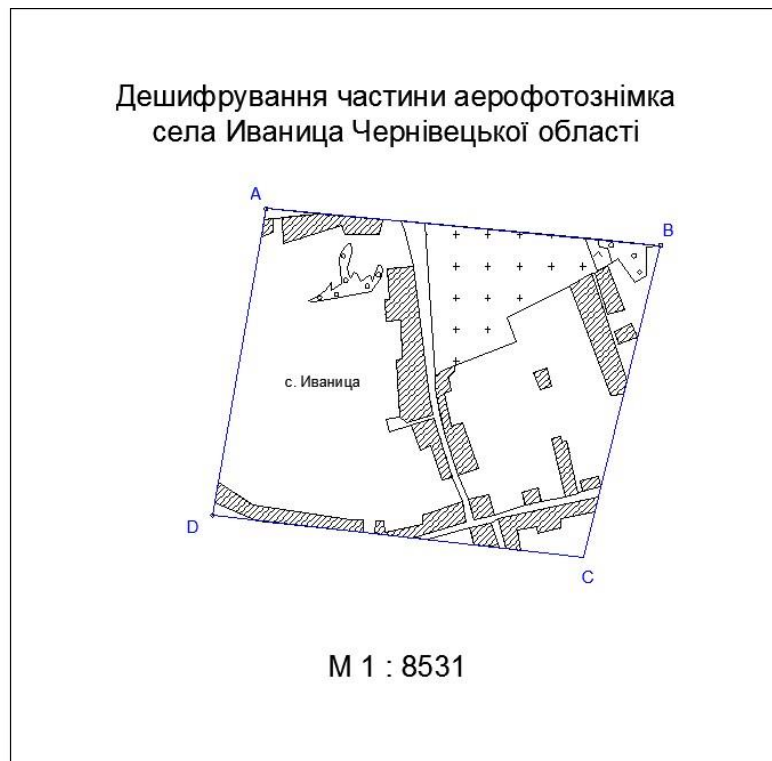 Дешифрування частини аерофотознімка
села Иваница Чернівецької області
A
B
с. Иваница
D
C
М 1 : 8531